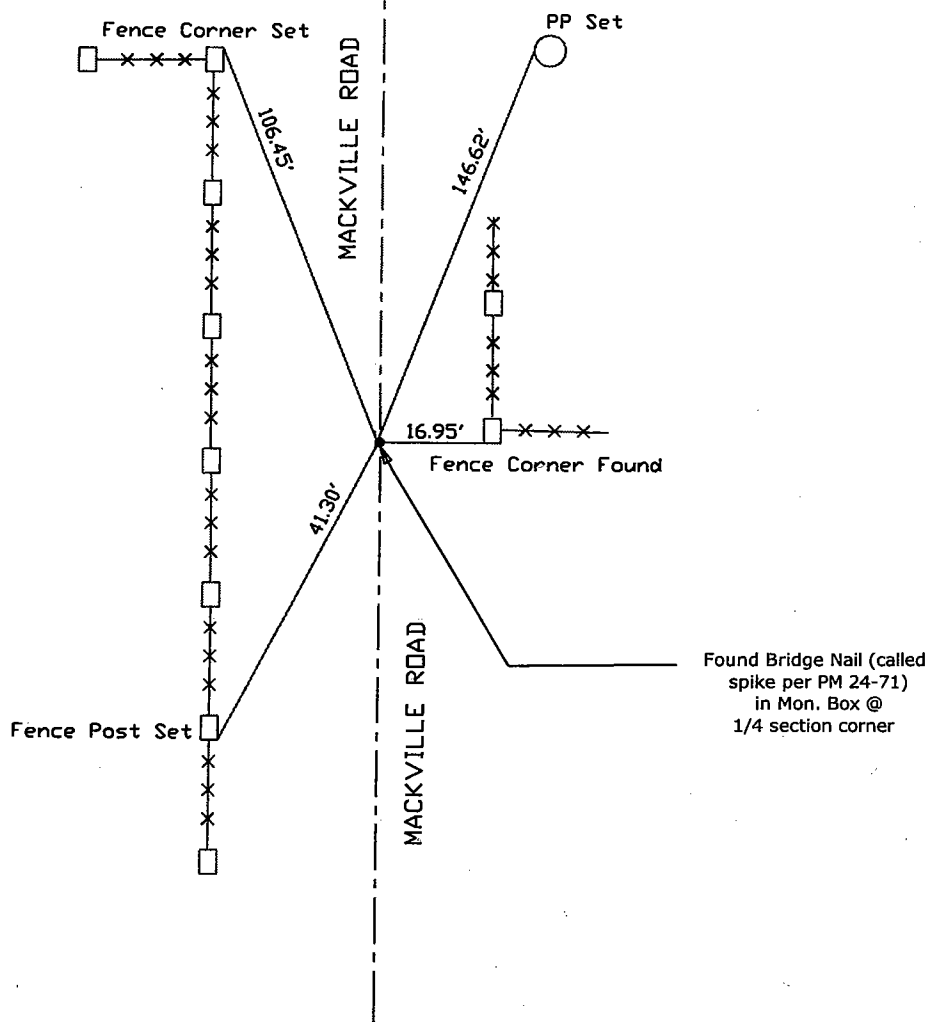 Fence Corner Set
PP Set
MACKVILLE ROAD
106.45'
146.62'
16.95'
Fence Corner Found
41.30'
MACKVILLE ROAD
Found Bridge Nail (called
spike per PM 24-71)
in Mon. Box @
1/4 section corner
Fence Post Set